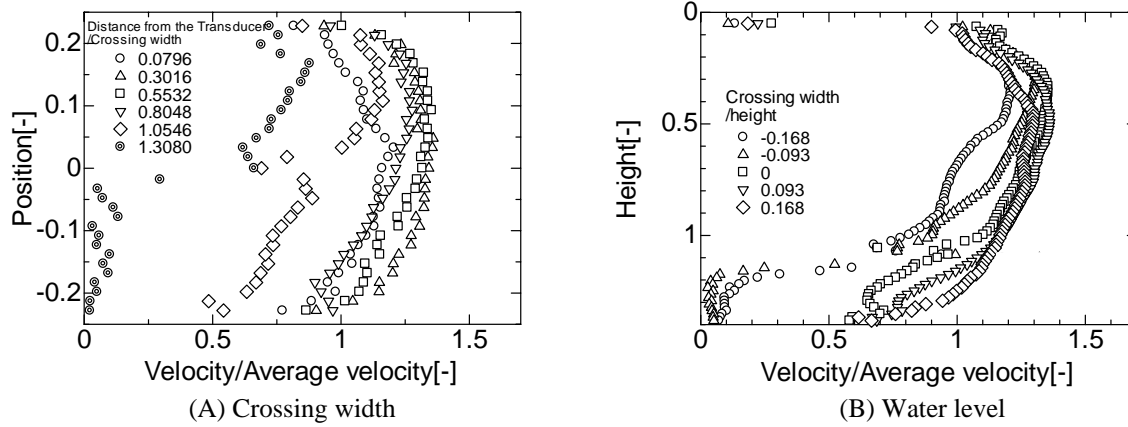 Distance from the Transducer
/Crossing width
0.0796
0.3016
0.5532
0.8048
1.0546
1.3080
Position[-]
0.2
0.1
0
-0.1
-0.2
0
0.5
1
1.5
Velocity/Average velocity[-]
(A) Crossing width
Crossing width
/height
-0.168
-0.093
0
0.093
0.168
Height[-]
0
0.5
1
0
0.5
1
1.5
Velocity/Average velocity[-]
(B) Water level